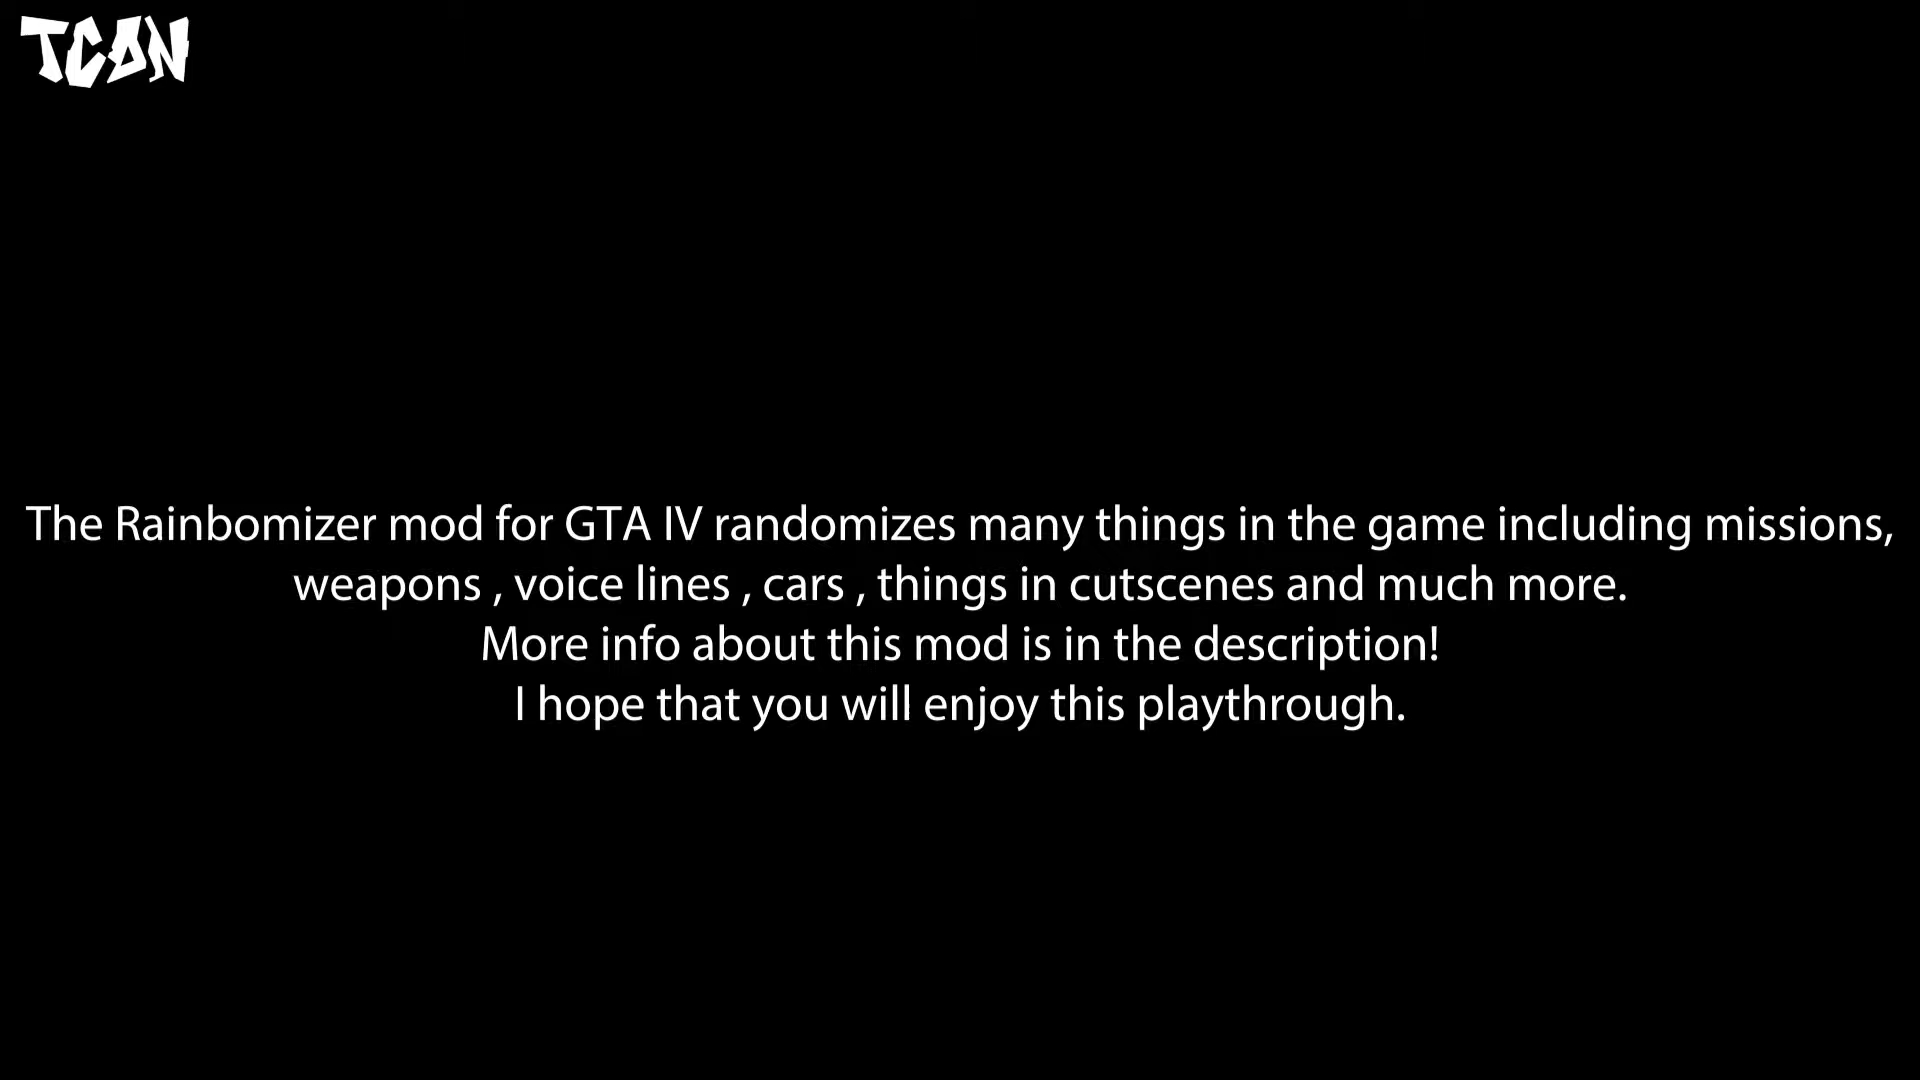 TCON
The Rainbomizer mod for GTA IV randomizes many things in the game including missions,
weapons , voice lines , cars , things in cutscenes and much more.
More info about this mod is in the description!
I hope that you will enjoy this playthrough.